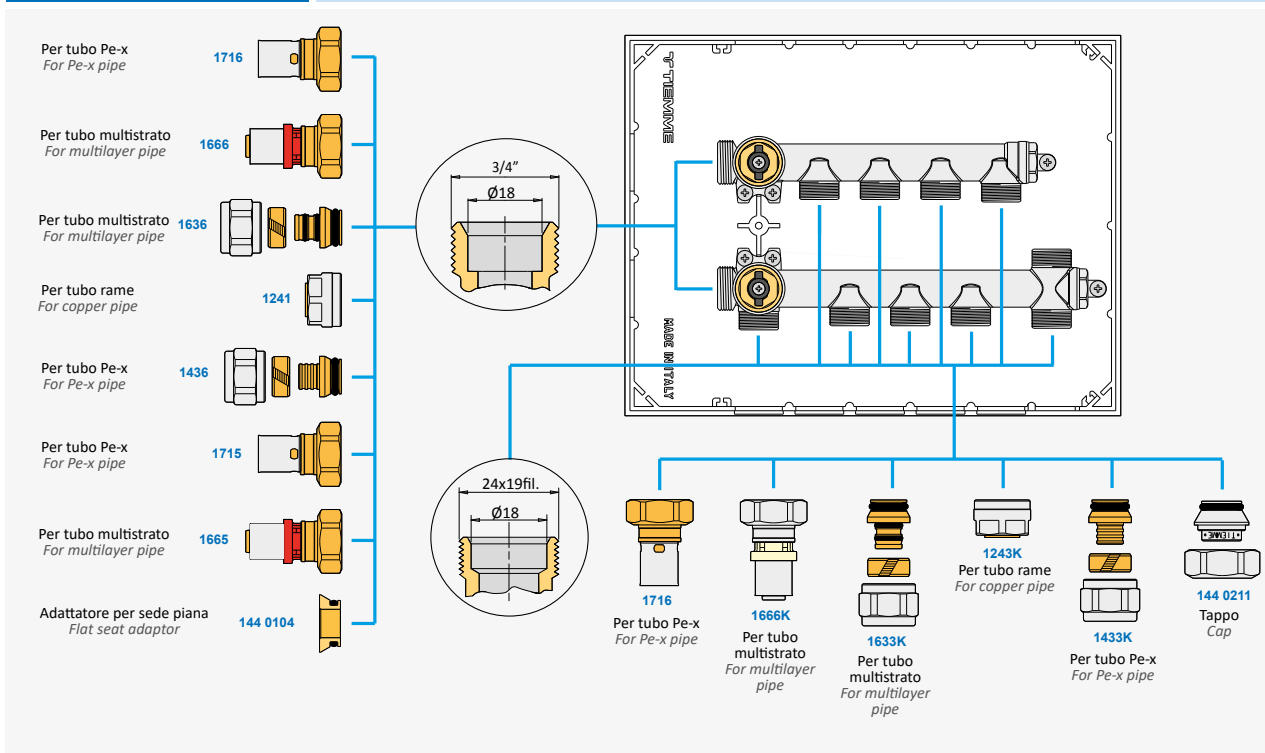 Per tubo Pe-x
For Pe-x pipe
1716
Per tubo multistrato
For multilayer pipe
1666
Per tubo multistrato
For multilayer pipe
1636
Per tubo rame
For copper pipe
1241
Per tubo Pe-x
For Pe-x pipe
1436
Per tubo Pe-x
For Pe-x pipe
1715
Per tubo multistrato
For multilayer pipe
1665
Adattatore per sede piana
Flat seat adaptor
144 0104
3/4”
Ø18
24x19fil.
Ø18
TIEMME
MADE IN ITALY
1716
Per tubo Pe-x
For Pe-x pipe
1666K
Per tubo
multistrato
For multilayer
pipe
1633K
Per tubo
multistrato
For multilayer
pipe
1243K
Per tubo rame
For copper pipe
1433K
Per tubo Pe-x
For Pe-x pipe
TIEMME
144 0211
Tappo
Cap